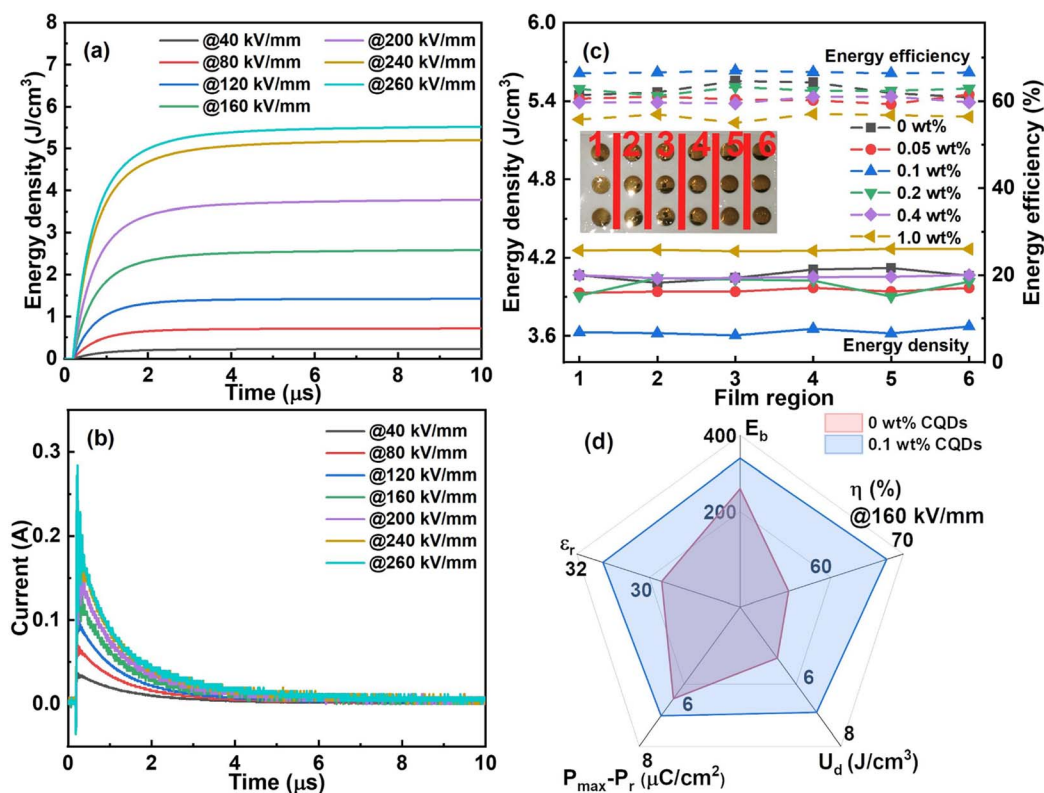 (a)
@40 kV/mm
@200 kV/mm
@80 kV/mm
@240 kV/mm
@120 kV/mm
@260 kV/mm
@160 kV/mm
8
7
6
5
4
3
2
1
0
0
2
4
6
8
10
Energy density (J/cm³)
Time (μs)
(c)
Energy efficiency
0 wt%
0.05 wt%
0.1 wt%
0.2 wt%
0.4 wt%
1.0 wt%
1 2 3 4 5 6
Energy density
6.0
5.4
4.8
4.2
3.6
60
40
20
0
1
2
3
4
5
6
Energy density (J/cm³)
Energy efficiency (%)
Film region
(b)
@40 kV/mm
@80 kV/mm
@120 kV/mm
@160 kV/mm
@200 kV/mm
@240 kV/mm
@260 kV/mm
0.3
0.2
0.1
0.0
0
2
4
6
8
10
Current (A)
Time (μs)
(d)
0 wt% CQDs
0.1 wt% CQDs
E_b
400
200
η (%)
@160 kV/mm
70
60
ε_r
32
30
6
6
8
8
P_max-P_r (μC/cm²)
U_d (J/cm³)